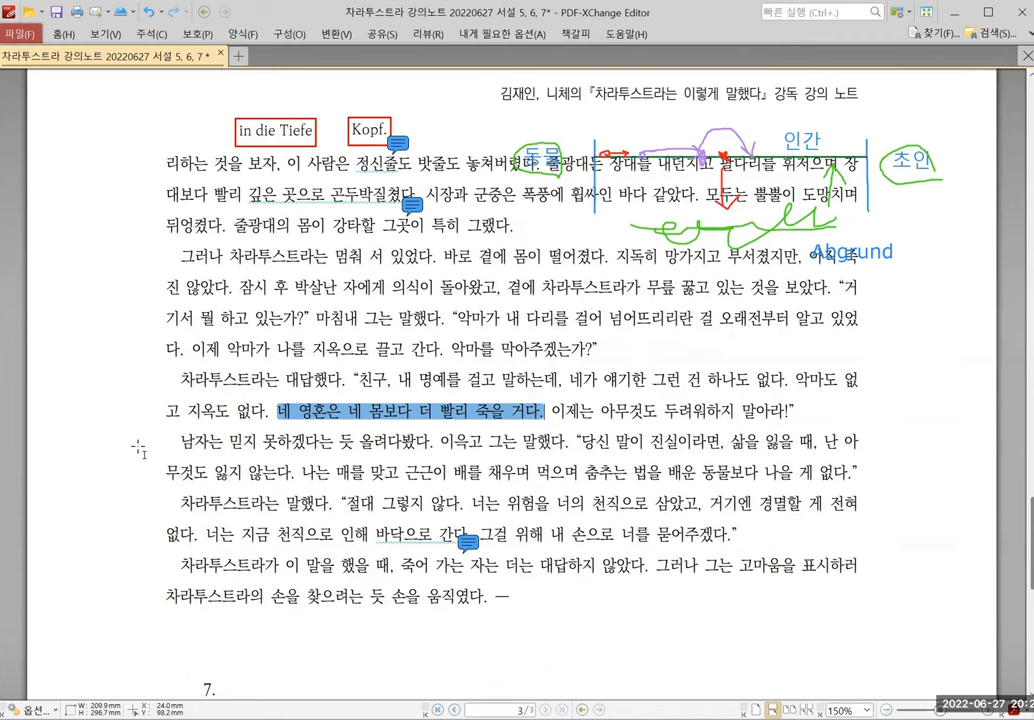 차라투스트라 강의노트 20220627 서설 5, 6, 7* - PDF-XChange Editor
빠른 실행 (Ctrl+.)
파일(F) 홈(H) 보기(V) 주석(C) 보호(P) 양식(F) 구성(O) 변환(V) 공유(S) 리뷰(R) 내게 필요한 옵션(A) 책갈피 도움말(H) 찾기(F)... 검색(S)...
차라투스트라 강의노트 20220627 서설 5, 6, 7 *
김재인, 니체의 『차라투스트라는 이렇게 말했다』 강독 강의 노트
in die Tiefe Kopf.
동물 인간 초인
리하는 것을 보자, 이 사람은 정신줄도 밧줄도 놓쳐버렸다. 줄광대는 장대를 내던지고 팔다리를 휘저으며 장
대보다 빨리 깊은 곳으로 곤두박질쳤다. 시장과 군중은 폭풍에 휩싸인 바다 같았다. 모두는 뿔뿔이 도망치며
뒤엉켰다. 줄광대의 몸이 강타할 그곳이 특히 그랬다.
Abgrund
그러나 차라투스트라는 멈춰 서 있었다. 바로 곁에 몸이 떨어졌다. 지독히 망가지고 부서졌지만, 아직 죽
진 않았다. 잠시 후 박살난 자에게 의식이 돌아왔고, 곁에 차라투스트라가 무릎 꿇고 있는 것을 보았다. “거
기서 뭘 하고 있는가?” 마침내 그는 말했다. “악마가 내 다리를 걸어 넘어뜨리리란 걸 오래전부터 알고 있었
다. 이제 악마가 나를 지옥으로 끌고 간다. 악마를 막아주겠는가?”
차라투스트라는 대답했다. “친구, 내 명예를 걸고 말하는데, 네가 얘기한 그런 건 하나도 없다. 악마도 없
고 지옥도 없다. 네 영혼은 네 몸보다 더 빨리 죽을 거다. 이제는 아무것도 두려워하지 말아라!”
남자는 믿지 못하겠다는 듯 올려다봤다. 이윽고 그는 말했다. “당신 말이 진실이라면, 삶을 잃을 때, 난 아
무것도 잃지 않는다. 나는 매를 맞고 근근이 배를 채우며 먹으며 춤추는 법을 배운 동물보다 나을 게 없다.”
차라투스트라는 말했다. “절대 그렇지 않다. 너는 위험을 너의 천직으로 삼았고, 거기엔 경멸할 게 전혀
없다. 너는 지금 천직으로 인해 바닥으로 간다. 그걸 위해 내 손으로 너를 묻어주겠다.”
차라투스트라가 이 말을 했을 때, 죽어 가는 자는 더는 대답하지 않았다. 그러나 그는 고마움을 표시하러
차라투스트라의 손을 찾으려는 듯 손을 움직였다. ―
7.
옵션... W: 209.9mm H: 296.7mm X: 24.0mm Y: 98.2mm 3 / 3 150%